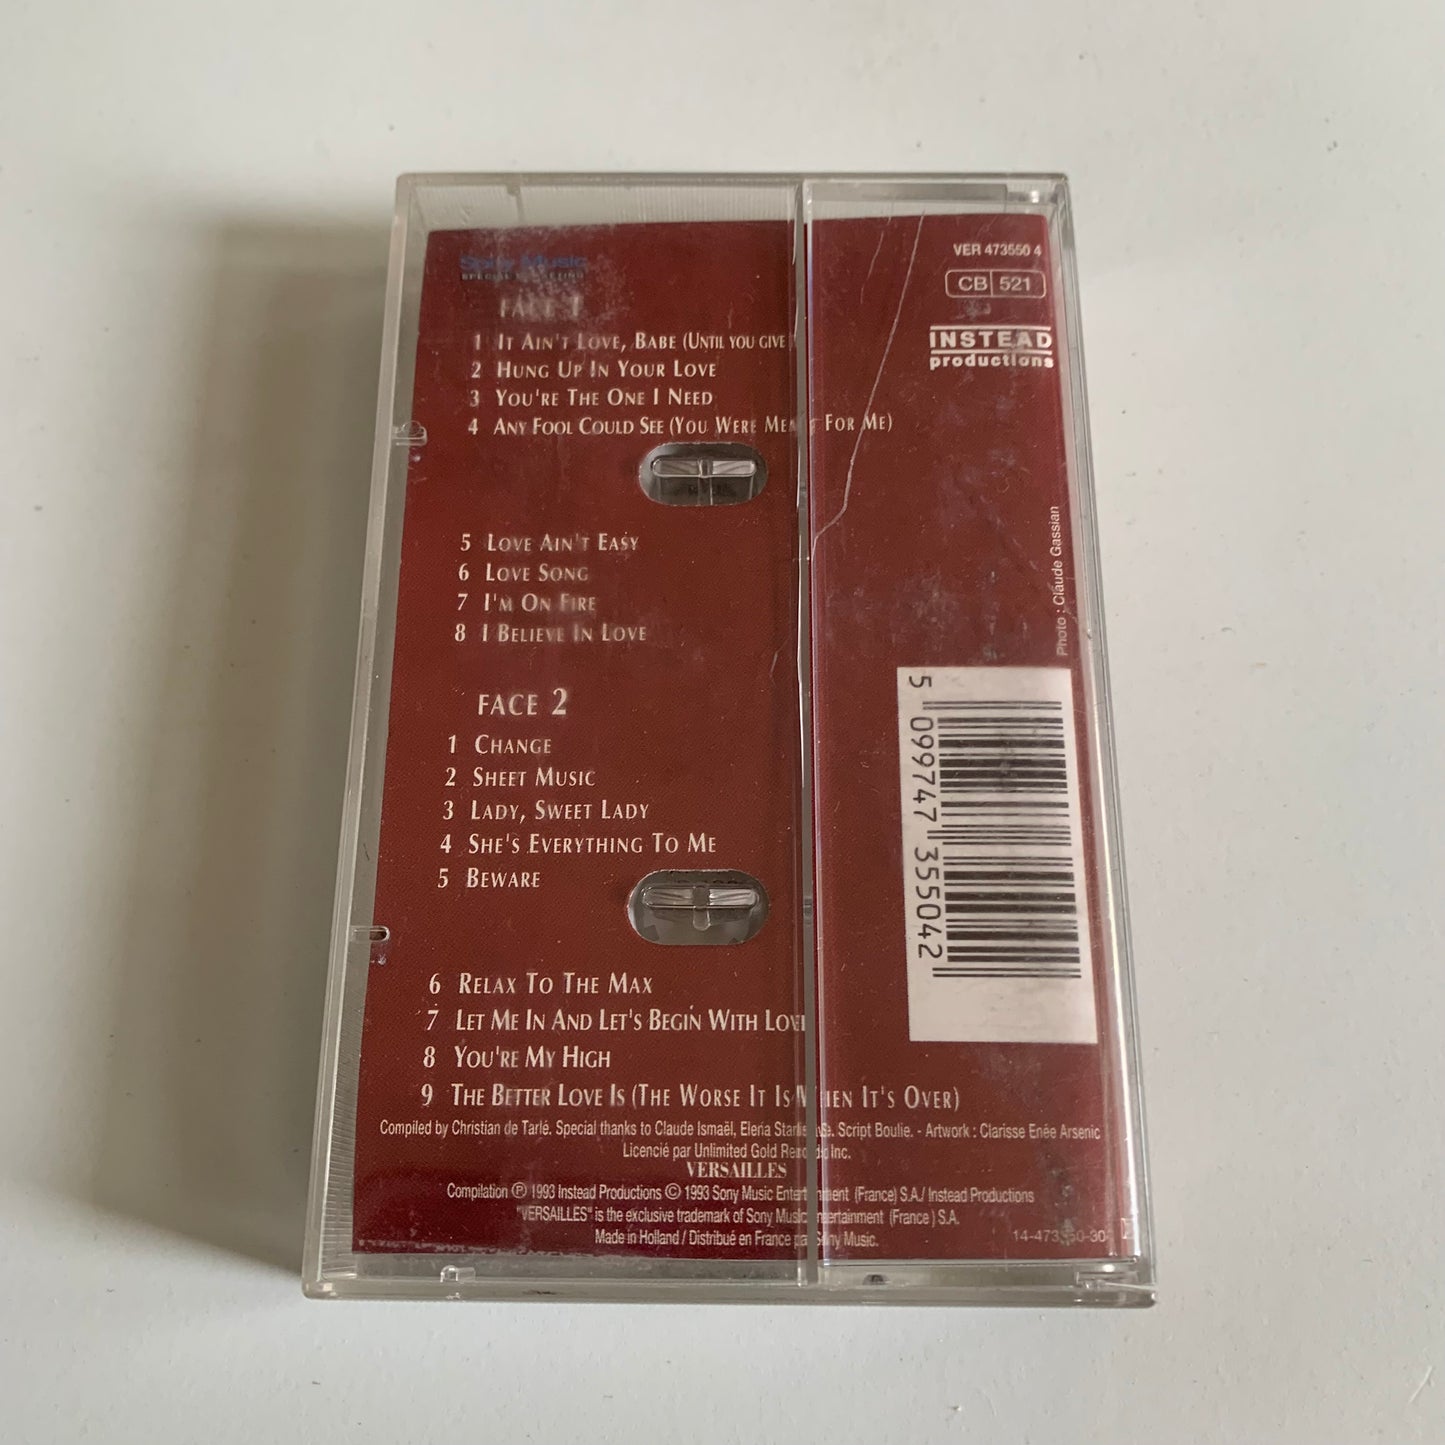 Sony Music
SPECIAL MARKETING
VER 473550 4
CB 521
INSTEAD
productions
FACE 1
1 IT AIN'T LOVE, BABE (UNTIL YOU GIVE
2 HUNG UP IN YOUR LOVE
3 YOU'RE THE ONE I NEED
4 ANY FOOL COULD SEE (YOU WERE MEANT FOR ME)
5 LOVE AIN'T EASY
6 LOVE SONG
7 I'M ON FIRE
8 I BELIEVE IN LOVE
FACE 2
1 CHANGE
2 SHEET MUSIC
3 LADY, SWEET LADY
4 SHE'S EVERYTHING TO ME
5 BEWARE
6 RELAX TO THE MAX
7 LET ME IN AND LET'S BEGIN WITH LOVE
8 YOU'RE MY HIGH
9 THE BETTER LOVE IS (THE WORSE IT IS WHEN IT'S OVER)
Photo : Claude Gassian
5 099747 355042
Compiled by Christian de Tarlé. Special thanks to Claude Ismaël, Elena Script Boulie. - Artwork : Clarisse Enée Arsenic
Licencié par Unlimited Gold Records Inc.
VERSAILLES
Compilation ℗ 1993 Instead Productions © 1993 Sony Music Entertainment (France) S.A./ Instead Productions
"VERSAILLES" is the exclusive trademark of Sony Music Entertainment (France) S.A.
Made in Holland / Distribué en France par Sony Music.
14-473550-30